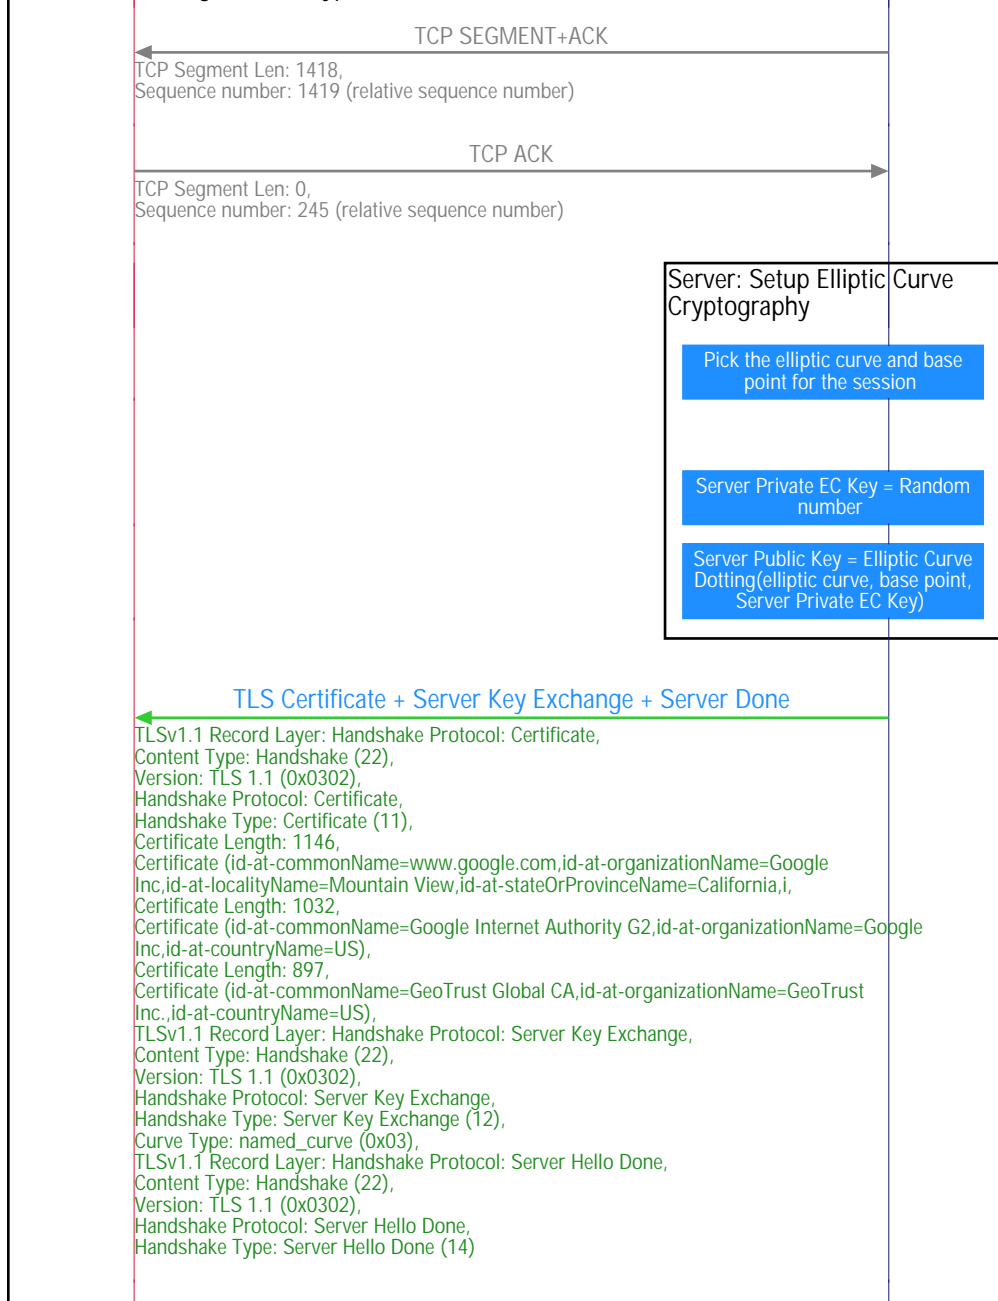 TCP SEGMENT+ACK
TCP Segment Len: 1418,
Sequence number: 1419 (relative sequence number)
TCP ACK
TCP Segment Len: 0,
Sequence number: 245 (relative sequence number)
Server: Setup Elliptic Curve
Cryptography
Pick the elliptic curve and base
point for the session
Server Private EC Key = Random
number
Server Public Key = Elliptic Curve
Dotting(elliptic curve, base point,
Server Private EC Key)
TLS Certificate + Server Key Exchange + Server Done
TLSv1.1 Record Layer: Handshake Protocol: Certificate,
Content Type: Handshake (22),
Version: TLS 1.1 (0x0302),
Handshake Protocol: Certificate,
Handshake Type: Certificate (11),
Certificate Length: 1146,
Certificate (id-at-commonName=www.google.com,id-at-organizationName=Google
Inc,id-at-localityName=Mountain View,id-at-stateOrProvinceName=California,i,
Certificate Length: 1032,
Certificate (id-at-commonName=Google Internet Authority G2,id-at-organizationName=Google
Inc,id-at-countryName=US),
Certificate Length: 897,
Certificate (id-at-commonName=GeoTrust Global CA,id-at-organizationName=GeoTrust
Inc.,id-at-countryName=US),
TLSv1.1 Record Layer: Handshake Protocol: Server Key Exchange,
Content Type: Handshake (22),
Version: TLS 1.1 (0x0302),
Handshake Protocol: Server Key Exchange,
Handshake Type: Server Key Exchange (12),
Curve Type: named_curve (0x03),
TLSv1.1 Record Layer: Handshake Protocol: Server Hello Done,
Content Type: Handshake (22),
Version: TLS 1.1 (0x0302),
Handshake Protocol: Server Hello Done,
Handshake Type: Server Hello Done (14)